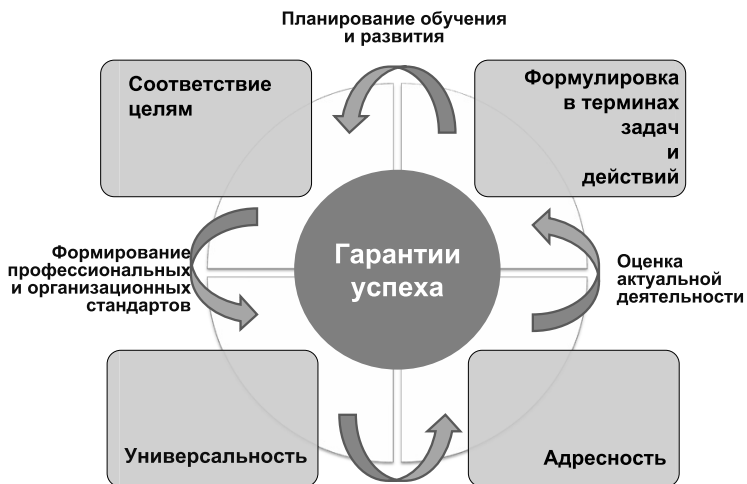 Планирование обучения
и развития
Соответствие
целям
Формулировка
в терминах
задач
и
действий
Формирование
профессиональных
и организационных
стандартов
Гарантии
успеха
Оценка
актуальной
деятельности
Универсальность
Адресность